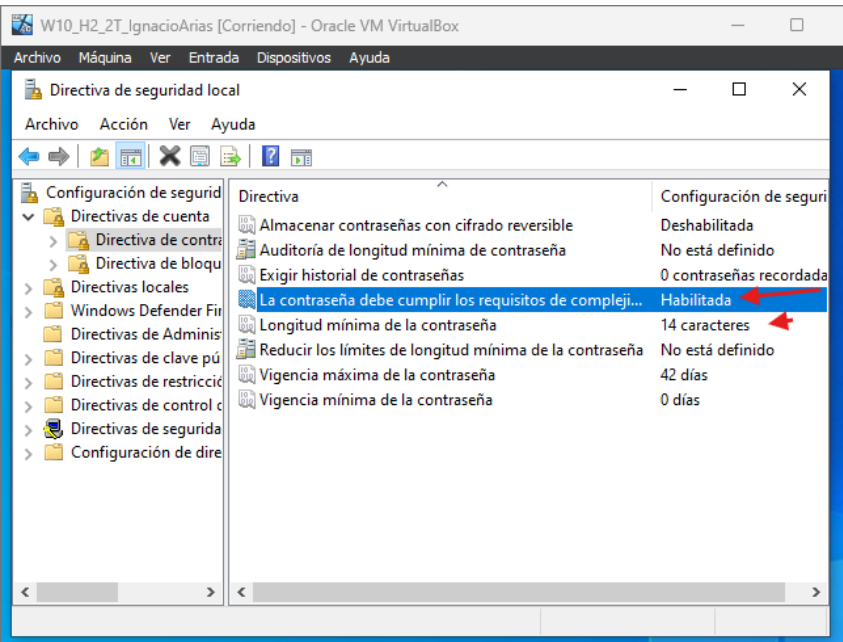 W10_H2_2T_IgnacioArias [Corriendo] - Oracle VM VirtualBox
Archivo Máquina Ver Entrada Dispositivos Ayuda
Directiva de seguridad local
Archivo Acción Ver Ayuda
Configuración de segurid
Directivas de cuenta
Directiva de contra
Directiva de bloqu
Directivas locales
Windows Defender Fir
Directivas de Adminis
Directivas de clave pú
Directivas de restricció
Directivas de control c
Directivas de segurida
Configuración de dire
Directiva Configuración de seguri
Almacenar contraseñas con cifrado reversible Deshabilitada
Auditoría de longitud mínima de contraseña No está definido
Exigir historial de contraseñas 0 contraseñas recordada
La contraseña debe cumplir los requisitos de compleji... Habilitada
Longitud mínima de la contraseña 14 caracteres
Reducir los límites de longitud mínima de la contraseña No está definido
Vigencia máxima de la contraseña 42 días
Vigencia mínima de la contraseña 0 días